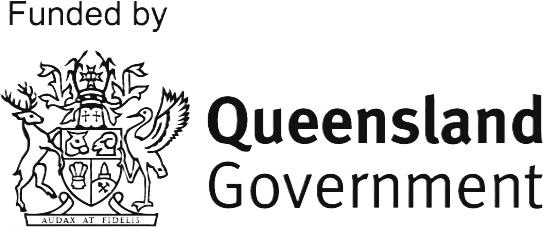 Funded by
Queensland
Government
AUDAX AT FIDELIS